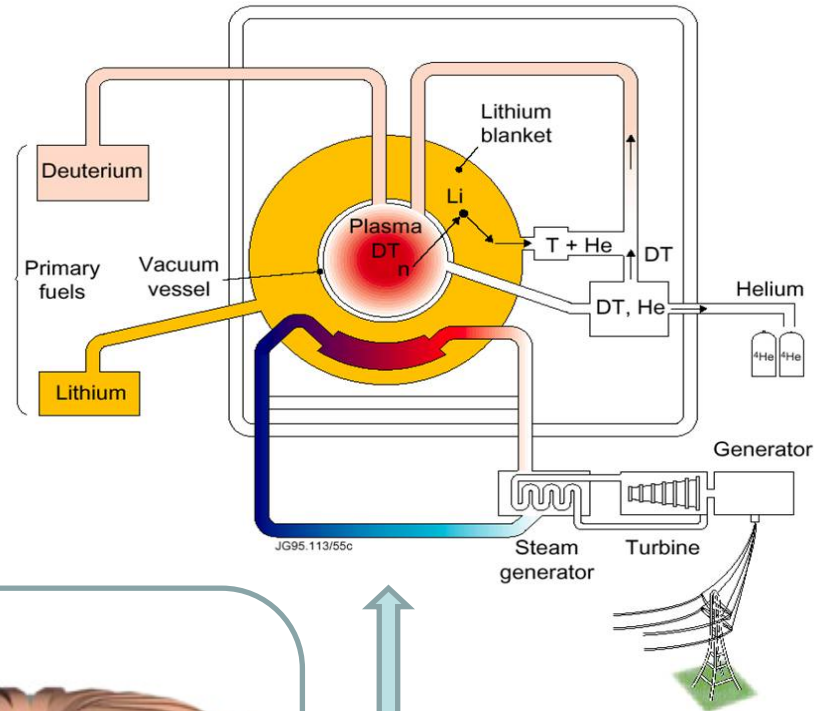 Lithium
blanket
Deuterium
Li
Plasma
DT
n
T + He
DT
Primary
fuels
Vacuum
vessel
DT, He
Helium
⁴He
⁴He
Lithium
Generator
JG95.113/55c
Steam
generator
Turbine